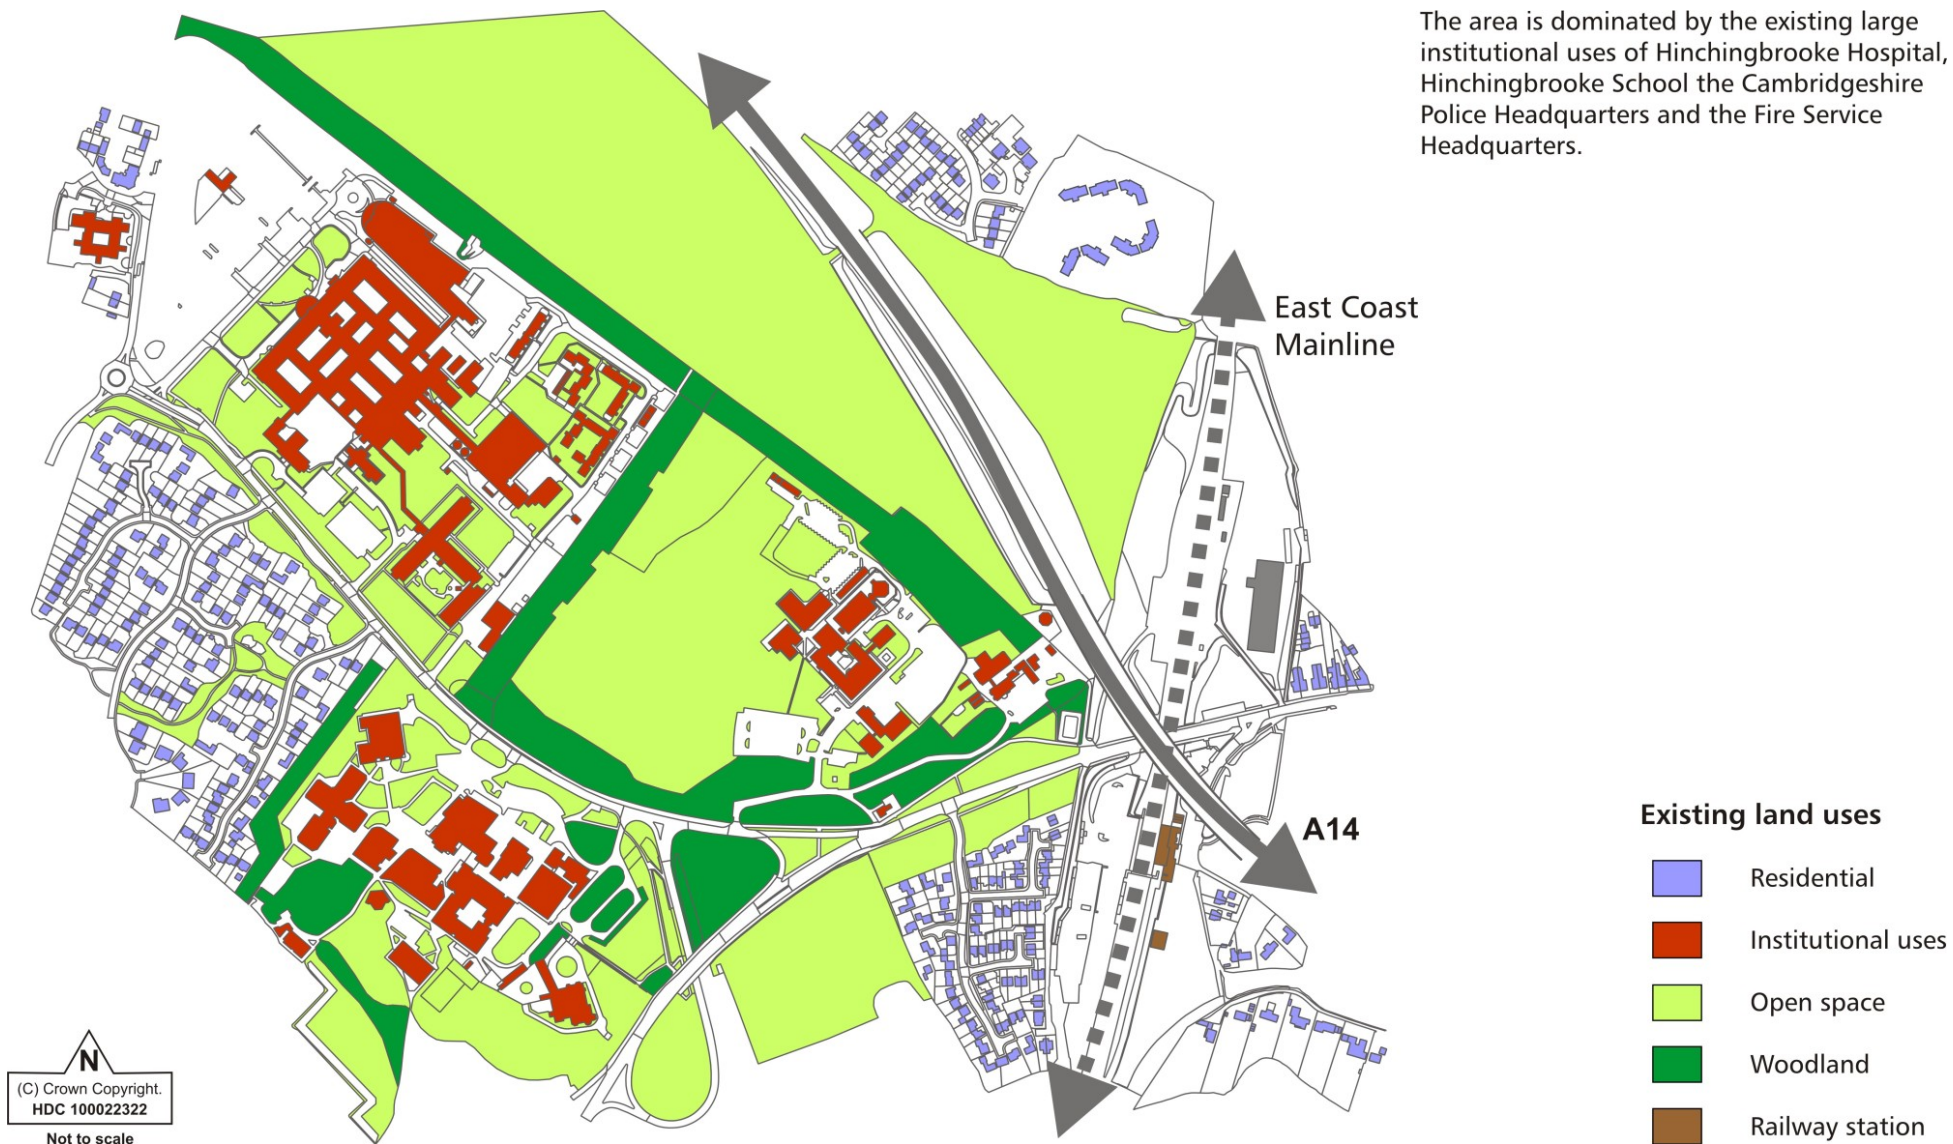 The area is dominated by the existing large
institutional uses of Hinchingbrooke Hospital,
Hinchingbrooke School the Cambridgeshire
Police Headquarters and the Fire Service
Headquarters.
East Coast
Mainline
A14
Existing land uses
Residential
Institutional uses
Open space
Woodland
Railway station
N
(C) Crown Copyright.
HDC 100022322
Not to scale